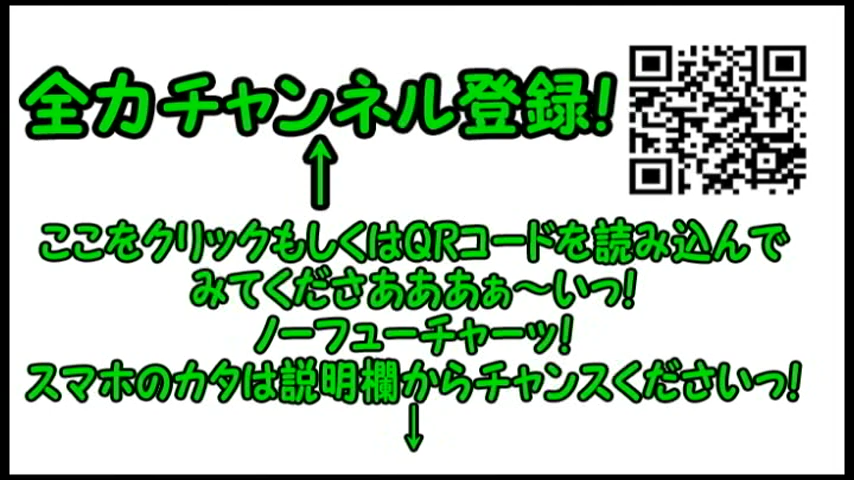 全力チャンネル登録!
↑
ここをクリックもしくはQRコードを読み込んで
みてくださあああぁ〜いっ!
ノーフューチャーッ!
スマホのカタは説明欄からチャンスくださいっ!
↓